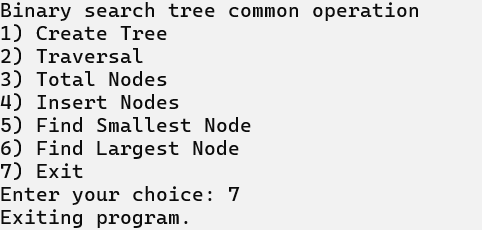 Binary search tree common operation
1) Create Tree
2) Traversal
3) Total Nodes
4) Insert Nodes
5) Find Smallest Node
6) Find Largest Node
7) Exit
Enter your choice: 7
Exiting program.